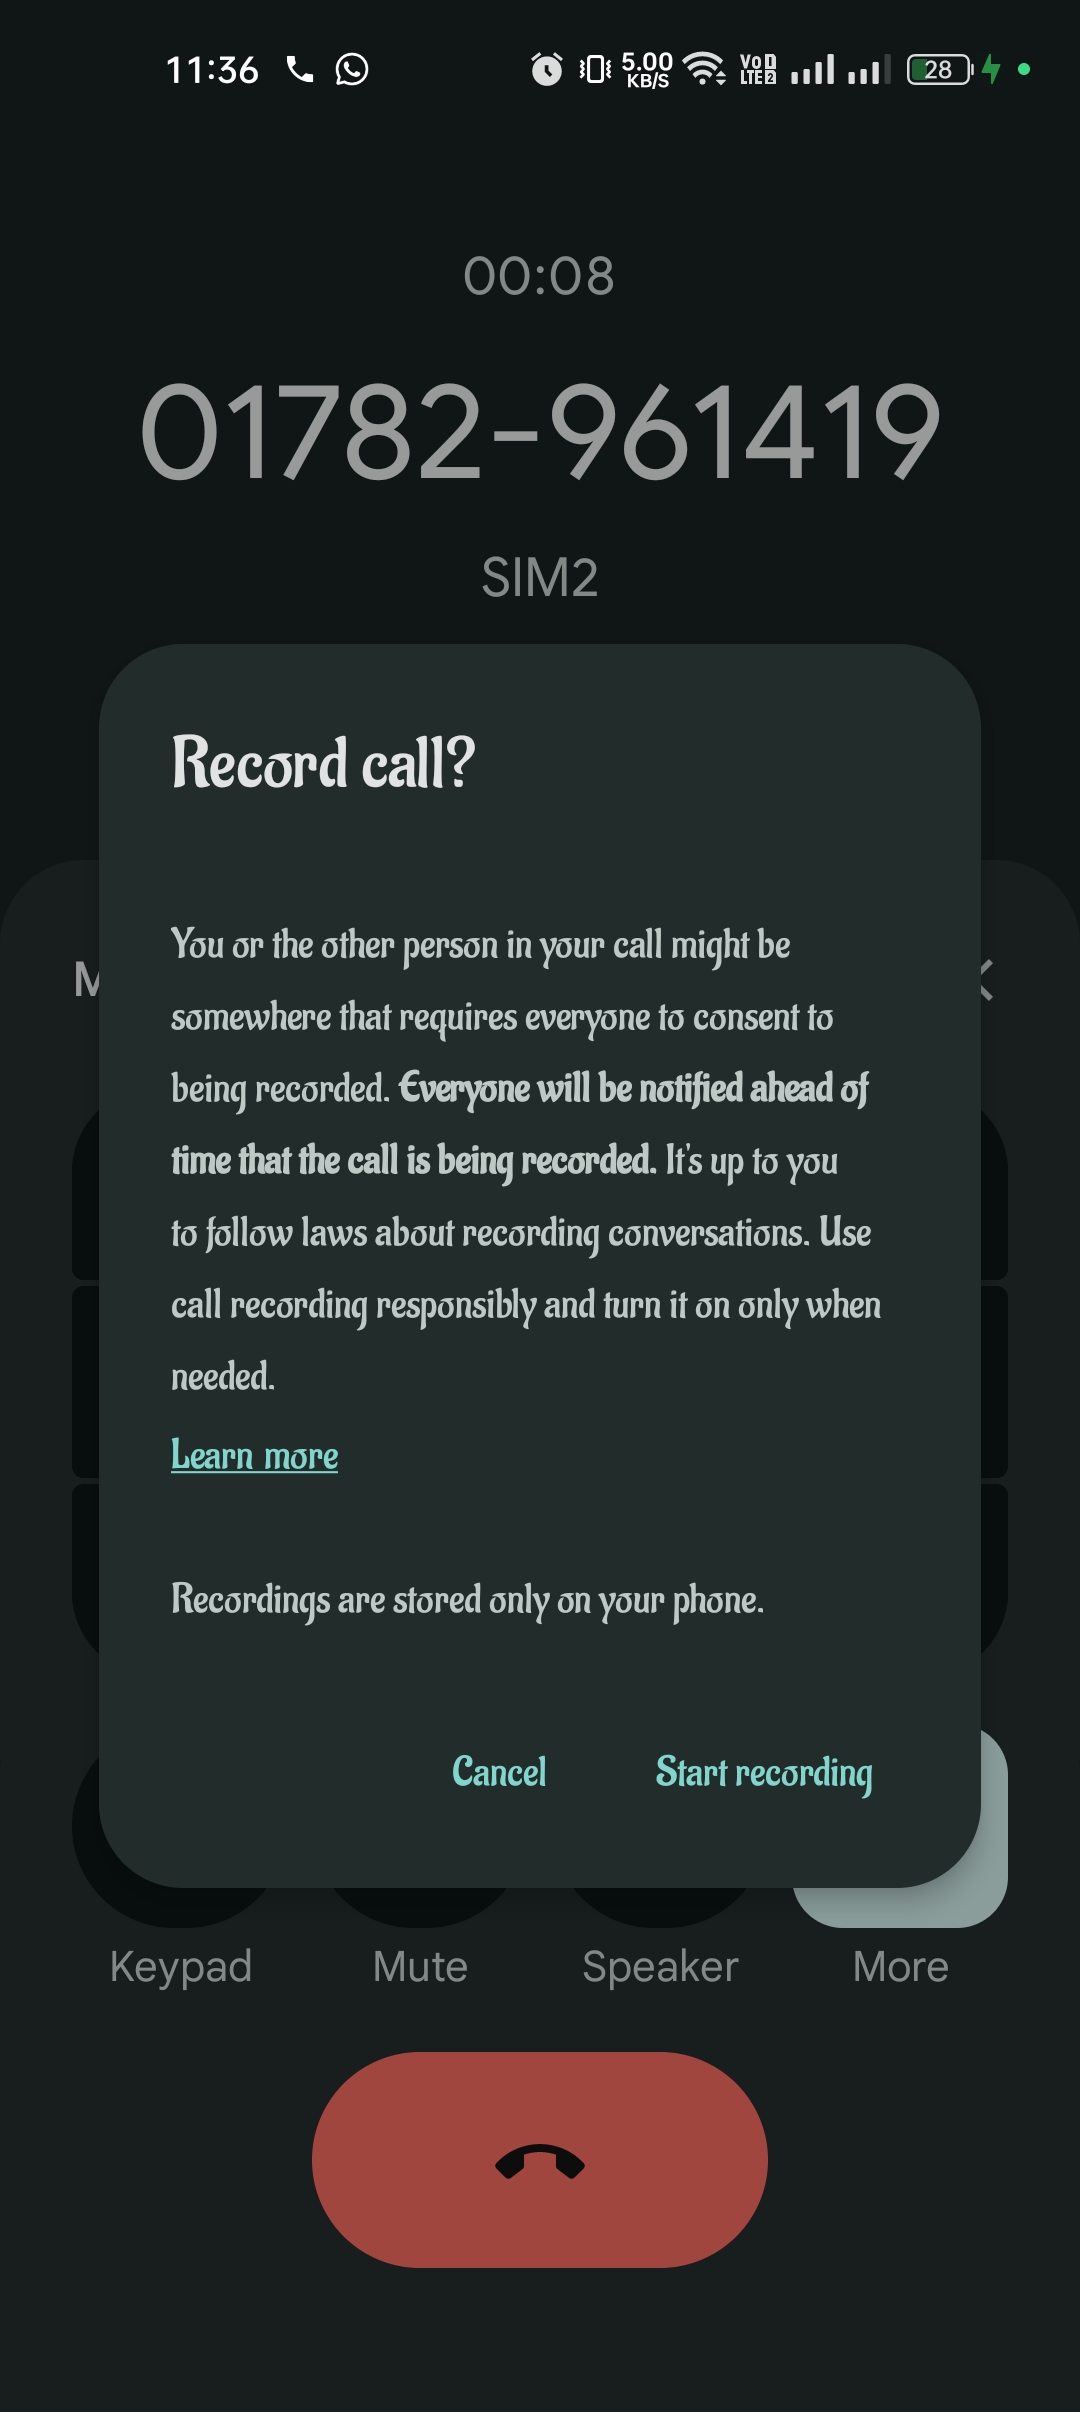 11:36 5.00 KB/S VoD LTE 2 28
00:08
01782-961419
SIM2
Record call?
You or the other person in your call might be
somewhere that requires everyone to consent to
being recorded. Everyone will be notified ahead of
time that the call is being recorded. It's up to you
to follow laws about recording conversations. Use
call recording responsibly and turn it on only when
needed.
Learn more
Recordings are stored only on your phone.
Cancel Start recording
Keypad Mute Speaker More